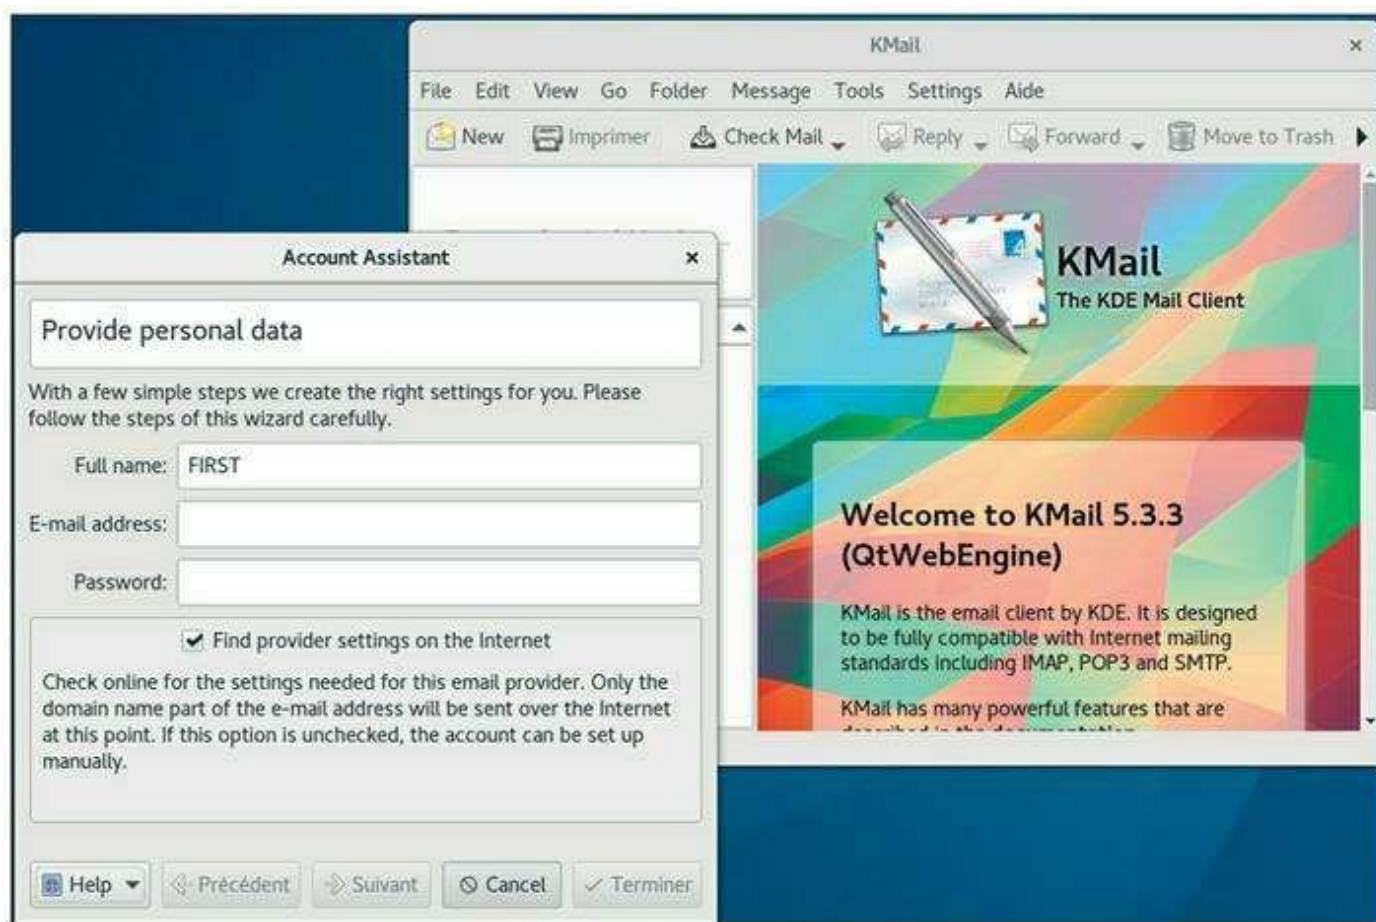 KMail
File Edit View Go Folder Message Tools Settings Aide
New Imprimer Check Mail Reply Forward Move to Trash
KMail
The KDE Mail Client
Welcome to KMail 5.3.3
(QtWebEngine)
KMail is the email client by KDE. It is designed
to be fully compatible with Internet mailing
standards including IMAP, POP3 and SMTP.
KMail has many powerful features that are
described in the documentation
Account Assistant
Provide personal data
With a few simple steps we create the right settings for you. Please
follow the steps of this wizard carefully.
Full name: FIRST
E-mail address:
Password:
Find provider settings on the Internet
Check online for the settings needed for this email provider. Only the
domain name part of the e-mail address will be sent over the Internet
at this point. If this option is unchecked, the account can be set up
manually.
Help Précédent Suivant Cancel Terminer